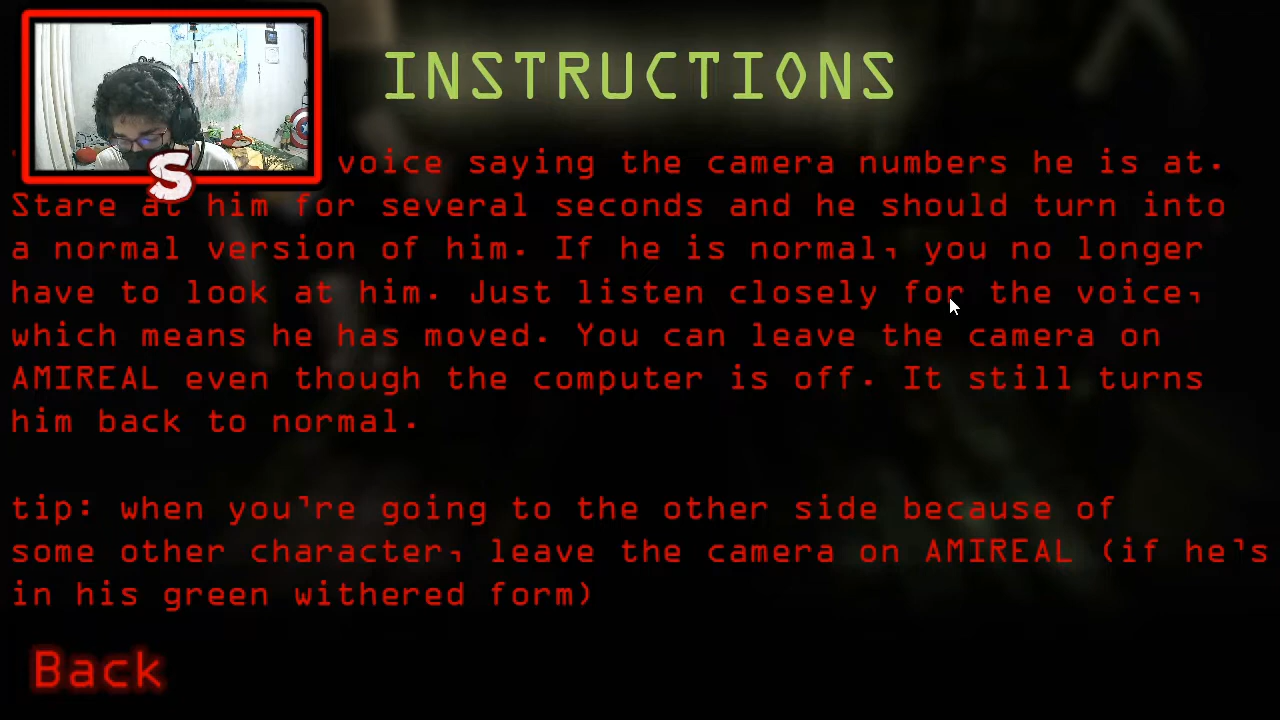 INSTRUCTIONS
voice saying the camera numbers he is at.
Stare at him for several seconds and he should turn into
a normal version of him. If he is normal, you no longer
have to look at him. Just listen closely for the voice,
which means he has moved. You can leave the camera on
AMIREAL even though the computer is off. It still turns
him back to normal.
tip: when you're going to the other side because of
some other character, leave the camera on AMIREAL (if he's
in his green withered form)
Back
S